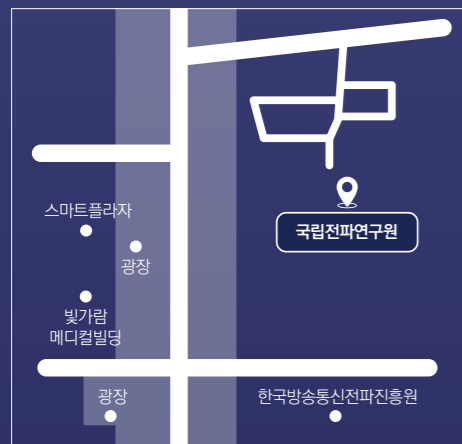 스마트플라자
광장
국립전파연구원
빛가람
메디컬빌딩
광장
한국방송통신전파진흥원